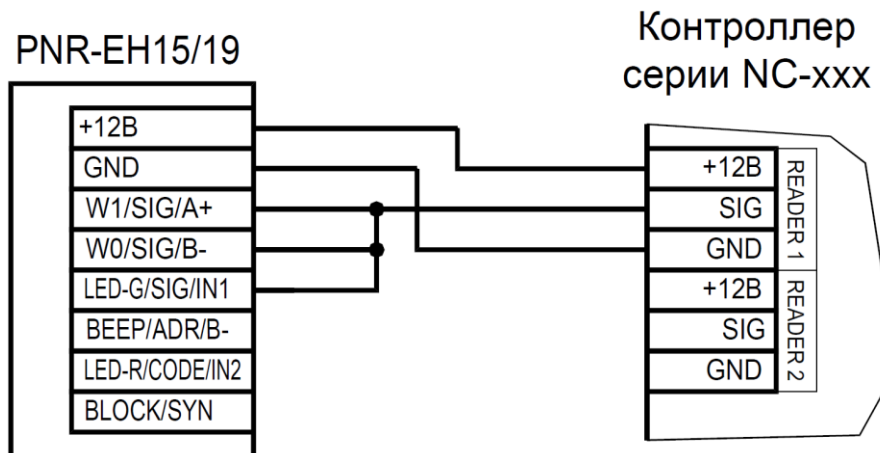 PNR-EH15/19
+12В
GND
W1/SIG/A+
W0/SIG/B-
LED-G/SIG/IN1
BEEP/ADR/B-
LED-R/CODE/IN2
BLOCK/SYN
Контроллер
серии NC-xxx
+12В
SIG
GND
READER 1
+12В
SIG
GND
READER 2